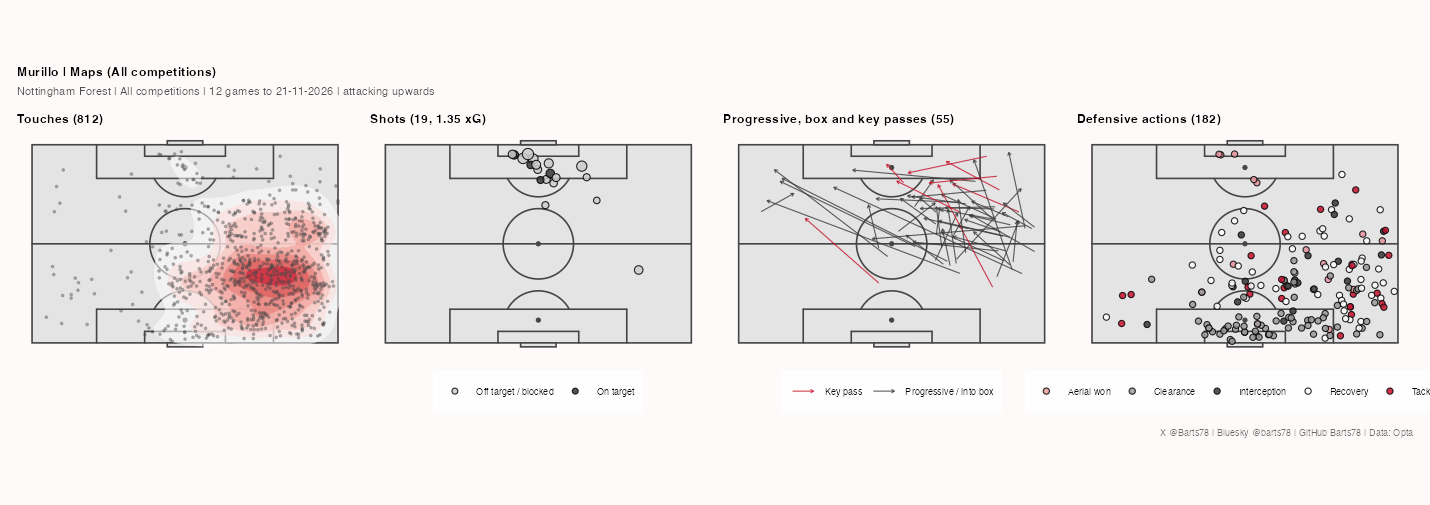 Murillo | Maps (All competitions)
Nottingham Forest | All competitions | 12 games to 21-11-2026 | attacking upwards
Touches (812)
Shots (19, 1.35 xG)
Progressive, box and key passes (55)
Defensive actions (182)
Off target / blocked
On target
Key pass
Progressive / into box
Aerial won
Clearance
Interception
Recovery
Tack
X @Barts78 | Bluesky @barts78 | GitHub Barts78 | Data: Opta